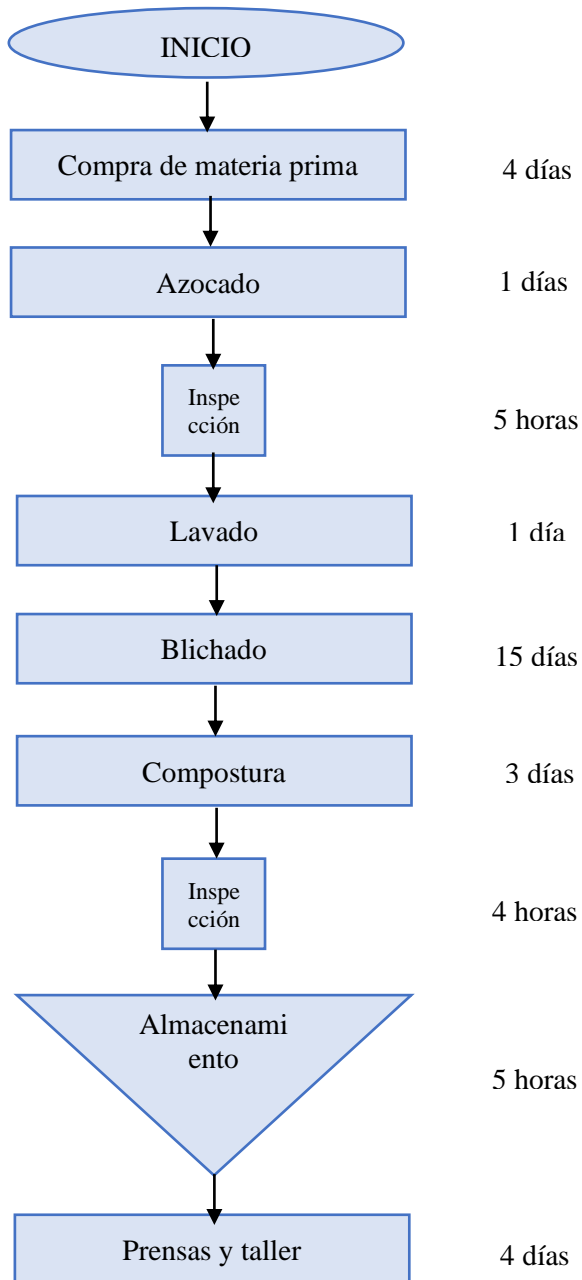 INICIO
Compra de materia prima
4 días
Azocado
1 días
Inspe
cción
5 horas
Lavado
1 día
Blichado
15 días
Compostura
3 días
Inspe
cción
4 horas
Almacenami
ento
5 horas
Prensas y taller
4 días